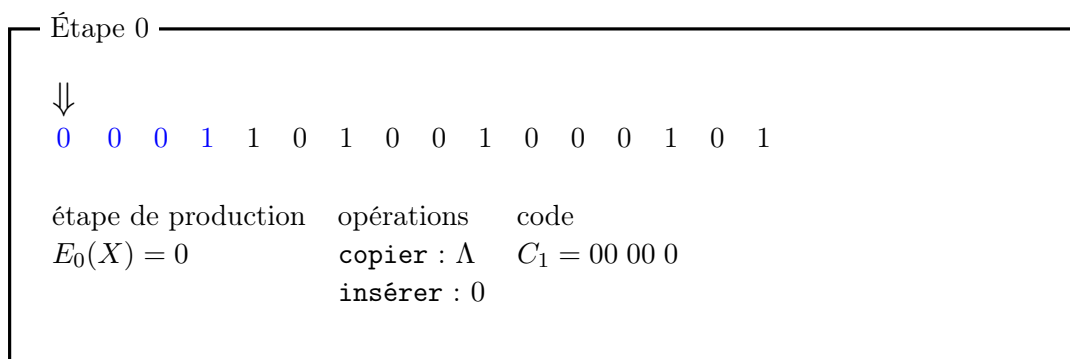 Étape 0
⇓
0 0 0 1 1 0 1 0 0 1 0 0 0 1 0 1
étape de production opérations code
E₀(X) = 0 copier : Λ C₁ = 00 00 0
insérer : 0